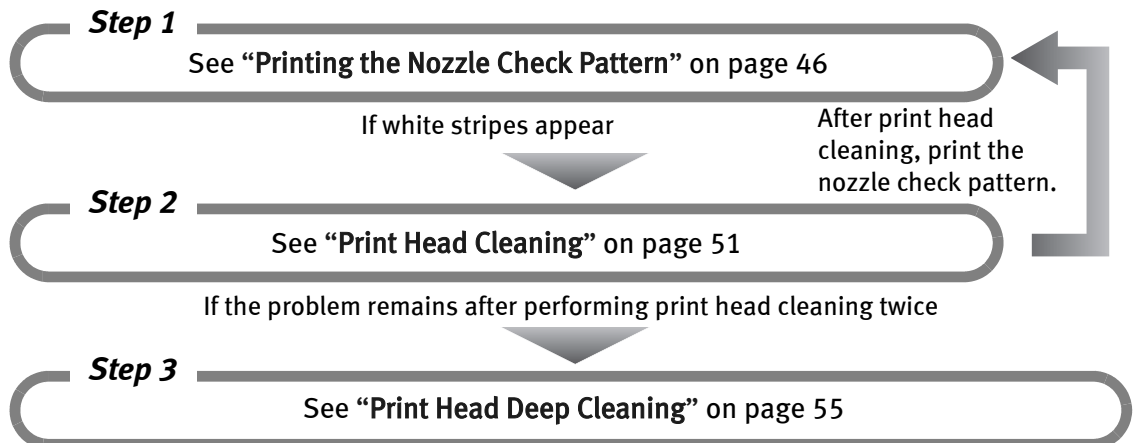 Step 1
See “Printing the Nozzle Check Pattern” on page 46
If white stripes appear
After print head
cleaning, print the
nozzle check pattern.
Step 2
See “Print Head Cleaning” on page 51
If the problem remains after performing print head cleaning twice
Step 3
See “Print Head Deep Cleaning” on page 55